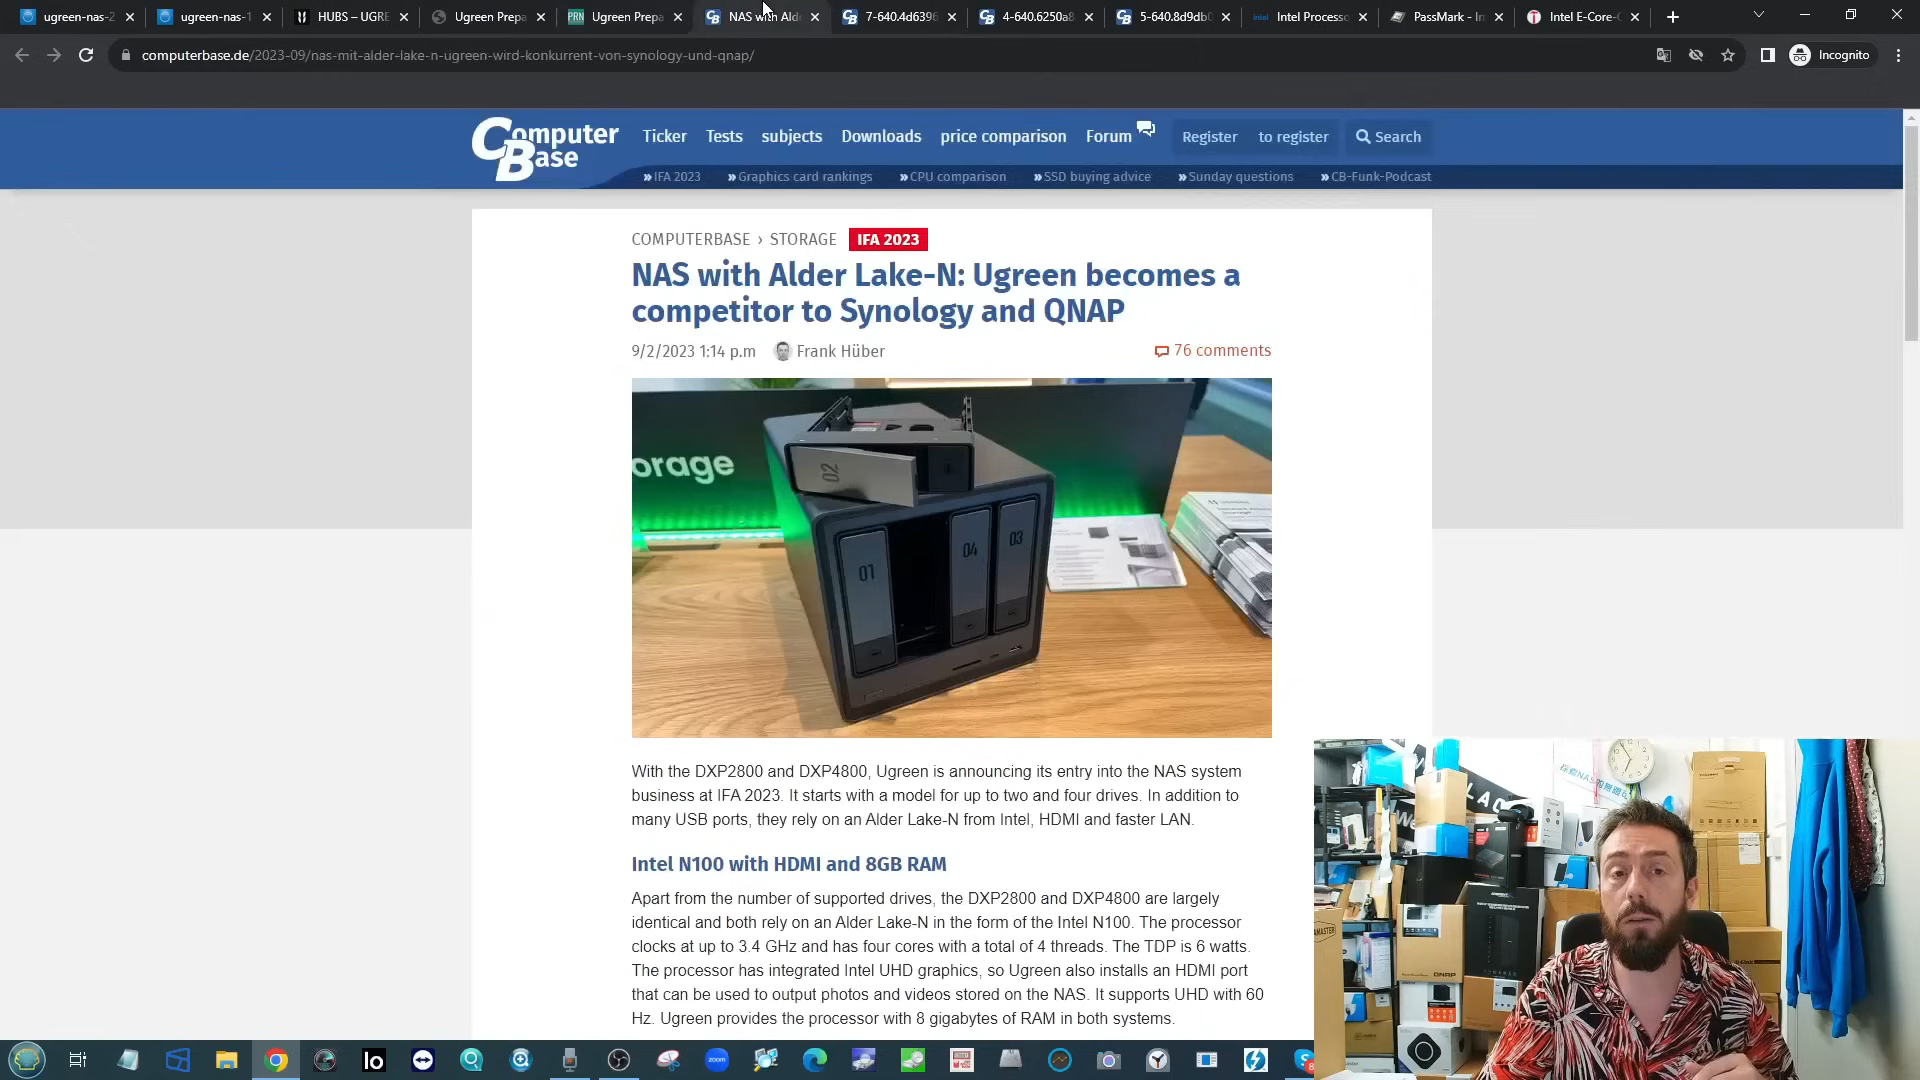 ugreen-nas-2
ugreen-nas-1
HUBS – UGRE
Ugreen Prepa
PRN
Ugreen Prepa
NAS with Ald
7-640.4d6396
4-640.6250a8
5-640.8d9db0
intel
Intel Processo
PassMark - In
Intel E-Core-C
computerbase.de/2023-09/nas-mit-alder-lake-n-ugreen-wird-konkurrent-von-synology-und-qnap/
Incognito
Computer
Base
Ticker Tests subjects Downloads price comparison Forum Register to register Search
»IFA 2023 »Graphics card rankings »CPU comparison »SSD buying advice »Sunday questions »CB-Funk-Podcast
COMPUTERBASE › STORAGE IFA 2023
NAS with Alder Lake-N: Ugreen becomes a
competitor to Synology and QNAP
9/2/2023 1:14 p.m Frank Hüber 76 comments
orage
02
01
04
03
With the DXP2800 and DXP4800, Ugreen is announcing its entry into the NAS system
business at IFA 2023. It starts with a model for up to two and four drives. In addition to
many USB ports, they rely on an Alder Lake-N from Intel, HDMI and faster LAN.
Intel N100 with HDMI and 8GB RAM
Apart from the number of supported drives, the DXP2800 and DXP4800 are largely
identical and both rely on an Alder Lake-N in the form of the Intel N100. The processor
clocks at up to 3.4 GHz and has four cores with a total of 4 threads. The TDP is 6 watts.
The processor has integrated Intel UHD graphics, so Ugreen also installs an HDMI port
that can be used to output photos and videos stored on the NAS. It supports UHD with 60
Hz. Ugreen provides the processor with 8 gigabytes of RAM in both systems.
QNAP
Io
zoom